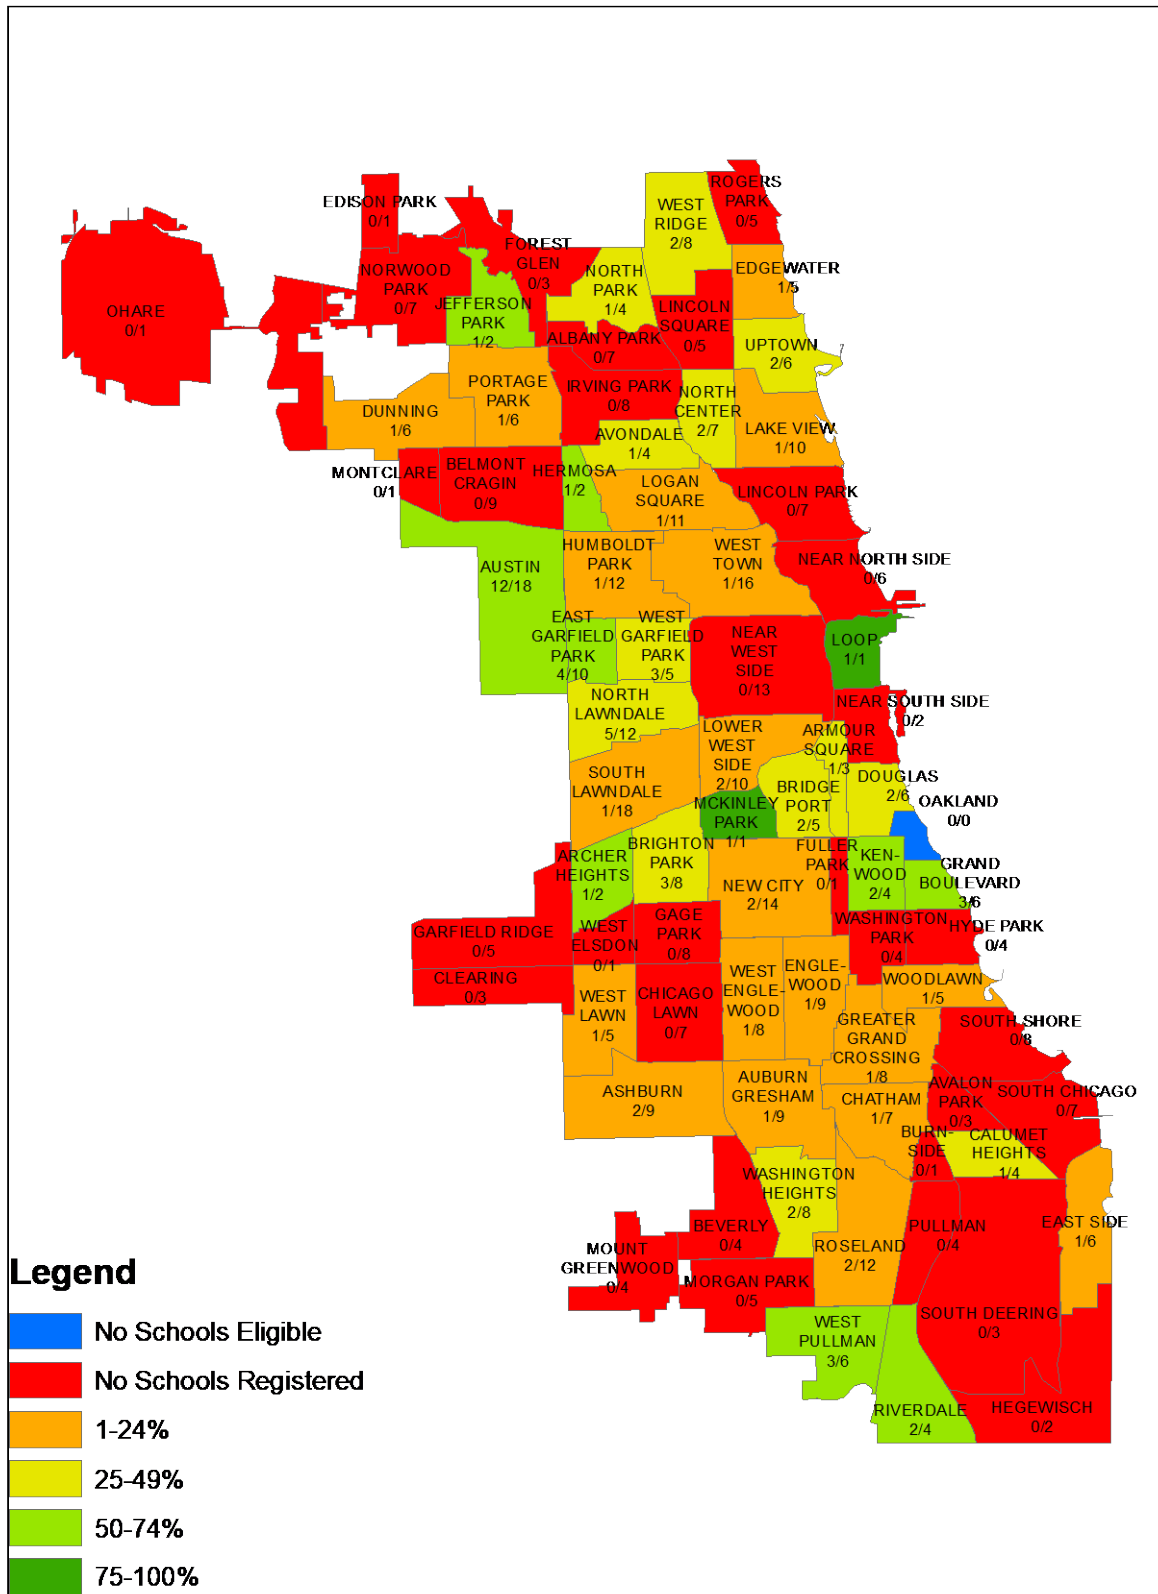 ROGERS
PARK
0/5
WEST
RIDGE
2/8
EDISON PARK
0/1
FOREST
GLEN
0/3
NORWOOD
PARK
0/7
NORTH
PARK
1/4
EDGEWATER
1/5
OHARE
0/1
JEFFERSON
PARK
1/2
LINCOLN
SQUARE
0/5
ALBANY PARK
0/7
UPTOWN
2/6
PORTAGE
PARK
1/6
IRVING PARK
0/8
NORTH
CENTER
2/7
DUNNING
1/6
AVONDALE
1/4
LAKE VIEW
1/10
MONTCLARE
0/1
BELMONT
CRAGIN
0/9
HERMOSA
1/2
LOGAN
SQUARE
1/11
LINCOLN PARK
0/7
AUSTIN
12/18
HUMBOLDT
PARK
1/12
WEST
TOWN
1/16
NEAR NORTH SIDE
0/6
EAST
GARFIELD
PARK
4/10
WEST
GARFIELD
PARK
3/5
NEAR
WEST
SIDE
0/13
LOOP
1/1
NORTH
LAWNDALE
5/12
NEAR SOUTH SIDE
0/2
LOWER
WEST
SIDE
2/10
ARMOUR
SQUARE
1/3
SOUTH
LAWNDALE
1/18
BRIDGE
PORT
2/5
DOUGLAS
2/6
OAKLAND
0/0
MCKINLEY
PARK
1/1
ARCHER
HEIGHTS
1/2
BRIGHTON
PARK
3/8
FULLER
PARK
0/1
KEN-
WOOD
2/4
GRAND
BOULEVARD
3/6
NEW CITY
2/14
GARFIELD RIDGE
0/5
WEST
ELSDON
0/1
GAGE
PARK
0/8
WASHINGTON
PARK
0/4
HYDE PARK
0/4
CLEARING
0/3
WEST
LAWN
1/5
CHICAGO
LAWN
0/7
WEST
ENGLE-
WOOD
1/8
ENGLE-
WOOD
1/9
WOODLAWN
1/5
GREATER
GRAND
CROSSING
1/8
SOUTH SHORE
0/8
ASHBURN
2/9
AUBURN
GRESHAM
1/9
CHATHAM
1/7
AVALON
PARK
0/3
SOUTH CHICAGO
0/7
BURN-
SIDE
0/1
CALUMET
HEIGHTS
1/4
WASHINGTON
HEIGHTS
2/8
BEVERLY
0/4
ROSELAND
2/12
PULLMAN
0/4
EAST SIDE
1/6
MOUNT
GREENWOOD
0/4
MORGAN PARK
0/5
SOUTH DEERING
0/3
WEST
PULLMAN
3/6
RIVERDALE
2/4
HEGEWISCH
0/2
Legend
No Schools Eligible
No Schools Registered
1-24%
25-49%
50-74%
75-100%